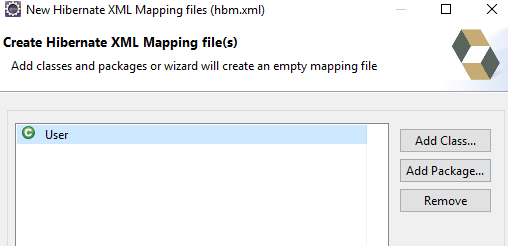 New Hibernate XML Mapping files (hbm.xml)
Create Hibernate XML Mapping file(s)
Add classes and packages or wizard will create an empty mapping file
C User
Add Class...
Add Package...
Remove